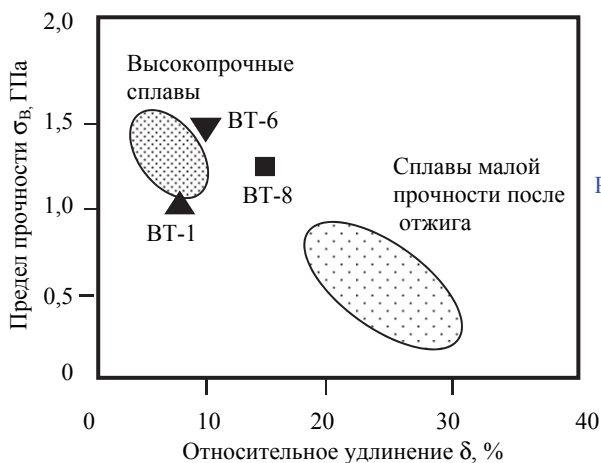 2,0
Высокопрочные
сплавы
1,5
ВТ-6
Сплавы малой
прочности после
отжига
ВТ-8
1,0
ВТ-1
0,5
0
Предел прочности σВ, ГПа
0
10
20
30
40
Относительное удлинение δ, %